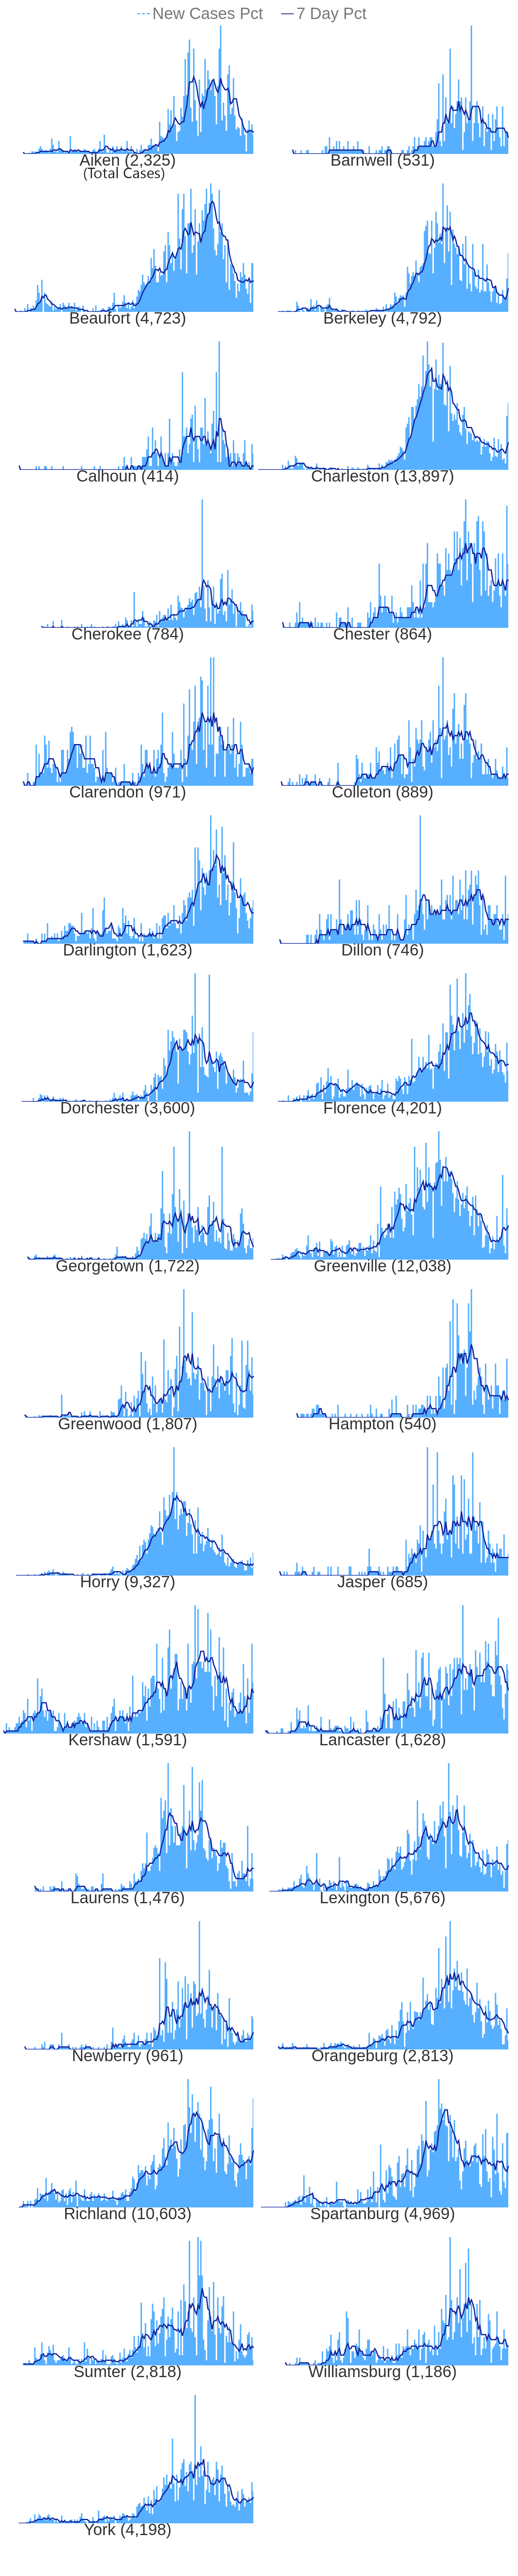 New Cases Pct 7 Day Pct
Aiken (2,325) Barnwell (531)
(Total Cases)
Beaufort (4,723) Berkeley (4,792)
Calhoun (414) Charleston (13,897)
Cherokee (784) Chester (864)
Clarendon (971) Colleton (889)
Darlington (1,623) Dillon (746)
Dorchester (3,600) Florence (4,201)
Georgetown (1,722) Greenville (12,038)
Greenwood (1,807) Hampton (540)
Horry (9,327) Jasper (685)
Kershaw (1,591) Lancaster (1,628)
Laurens (1,476) Lexington (5,676)
Newberry (961) Orangeburg (2,813)
Richland (10,603) Spartanburg (4,969)
Sumter (2,818) Williamsburg (1,186)
York (4,198)